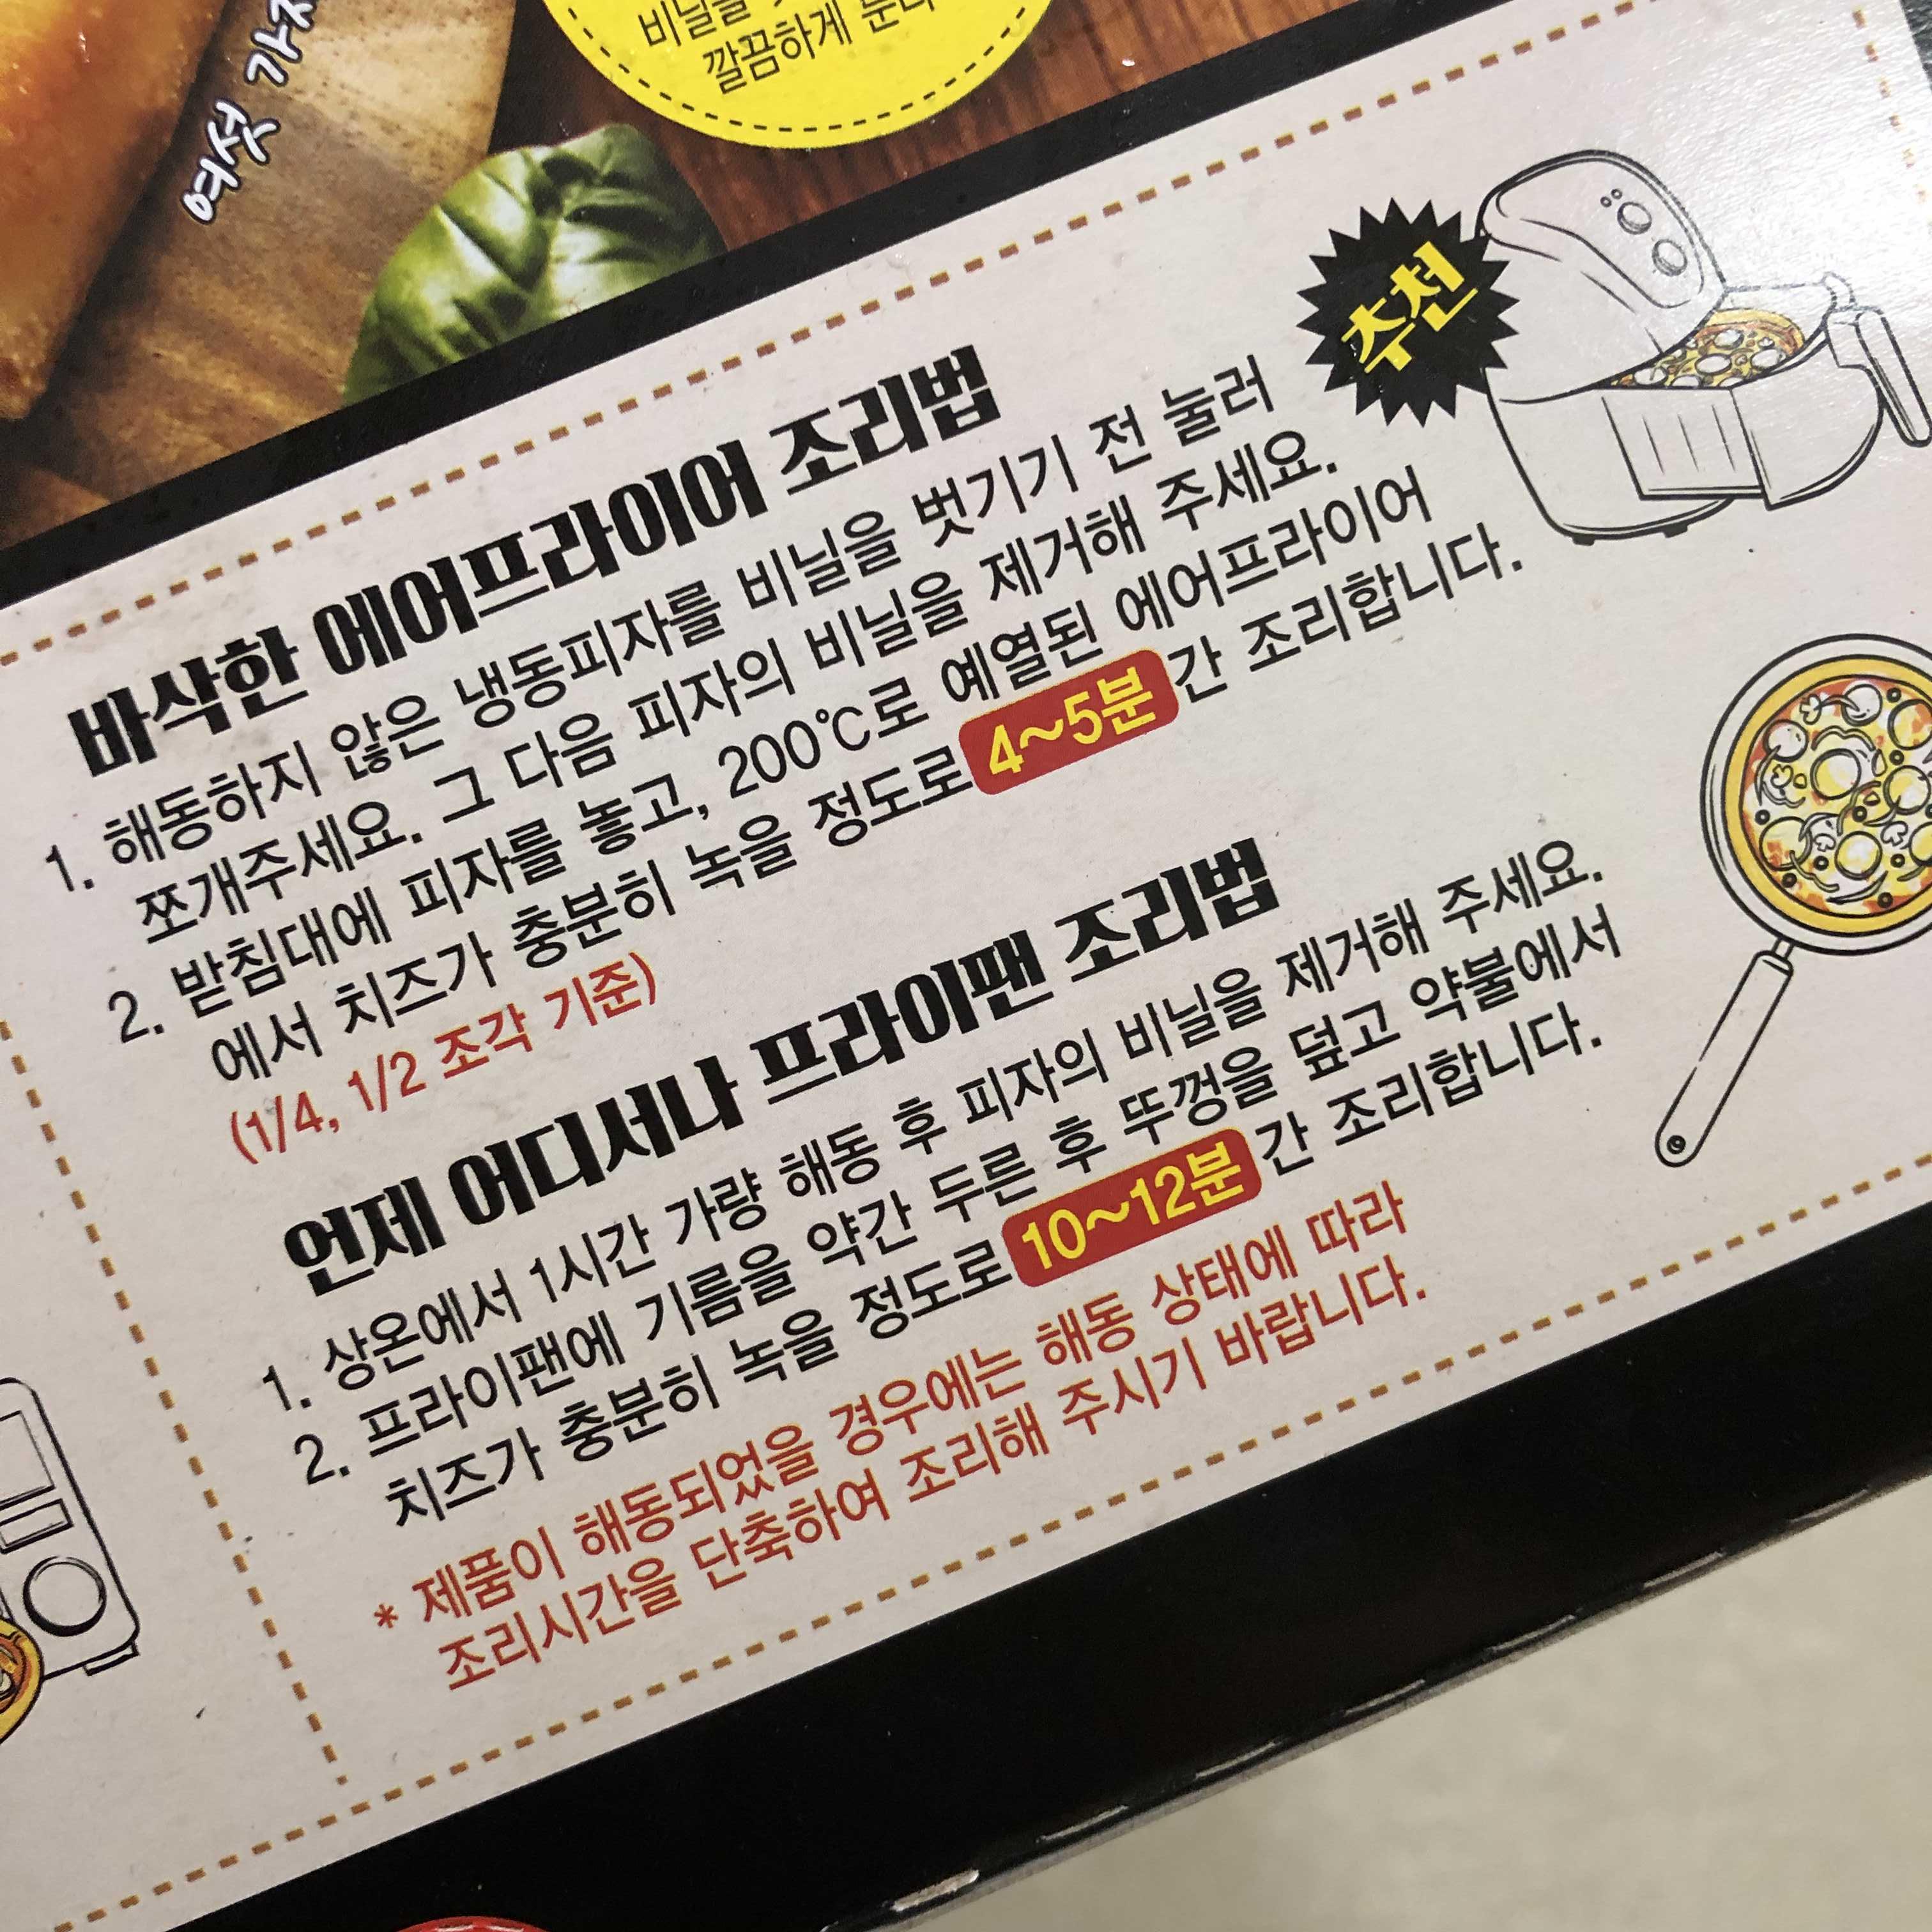 여섯
비닐을
깔끔하게
추천
바삭한 에어프라이어 조리법
1. 해동하지 않은 냉동피자를 비닐을 벗기기 전 눌러
쪼개주세요. 그 다음 피자의 비닐을 제거해 주세요.
2. 받침대에 피자를 놓고, 200℃로 예열된 에어프라이어
에서 치즈가 충분히 녹을 정도로 4~5분간 조리합니다.
(1/4, 1/2 조각 기준)
언제 어디서나 프라이팬 조리법
1. 상온에서 1시간 가량 해동 후 피자의 비닐을 제거해 주세요.
2. 프라이팬에 기름을 약간 두른 후 뚜껑을 덮고 약불에서
치즈가 충분히 녹을 정도로 10~12분간 조리합니다.
* 제품이 해동되었을 경우에는 해동 상태에 따라
조리시간을 단축하여 조리해 주시기 바랍니다.